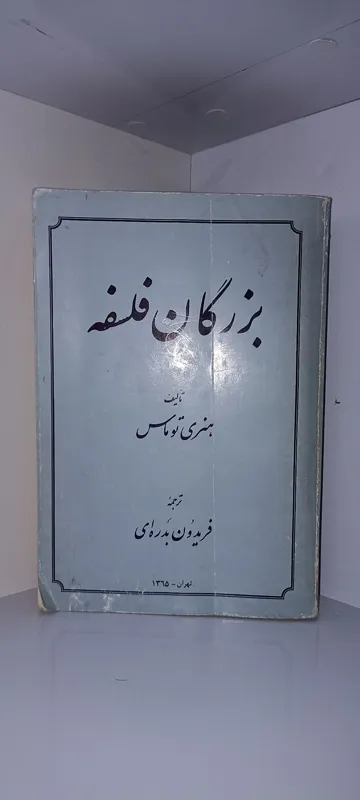 بزرگان فلسفه
تألیف
هنری توماس
ترجمهٔ
فریدون بدره‌ای
تهران - ۱۳۶۵